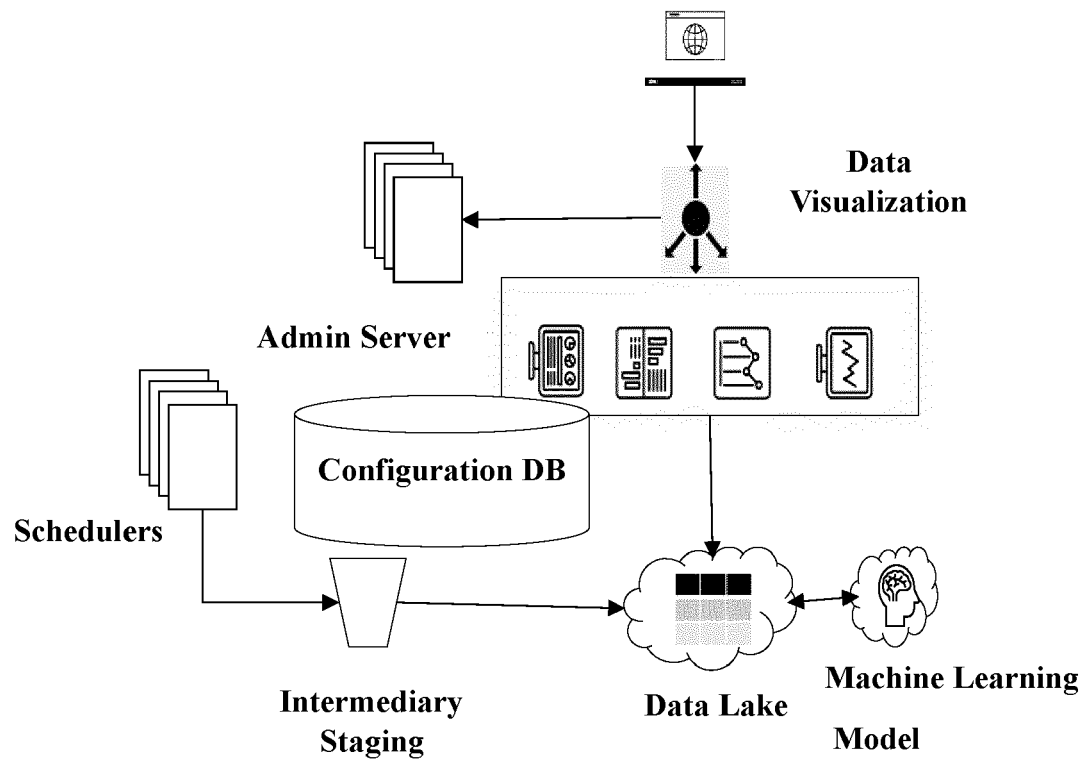 Data
Visualization
Admin Server
Configuration DB
Schedulers
Intermediary
Staging
Data Lake
Machine Learning
Model